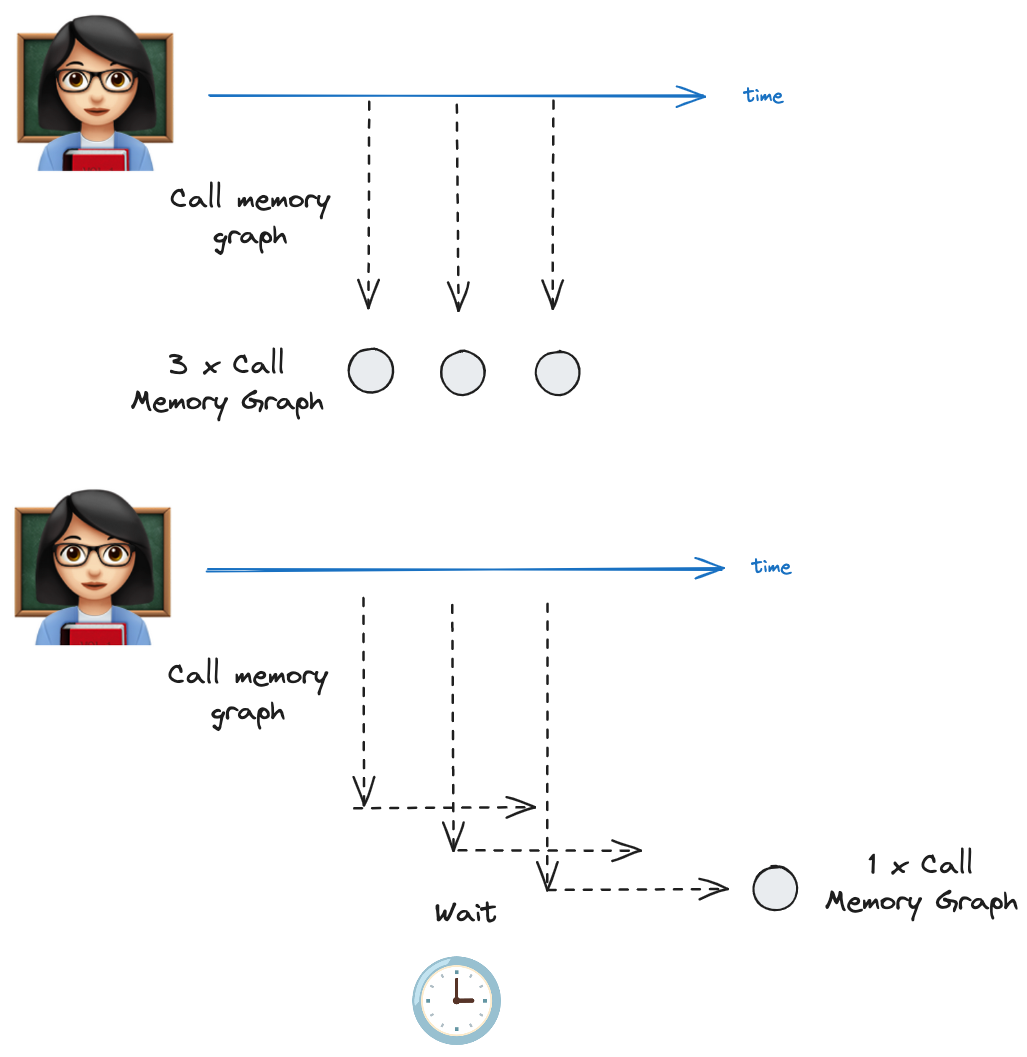 time
Call memory
graph
3 x Call
Memory Graph
time
Call memory
graph
1 x Call
Memory Graph
Wait